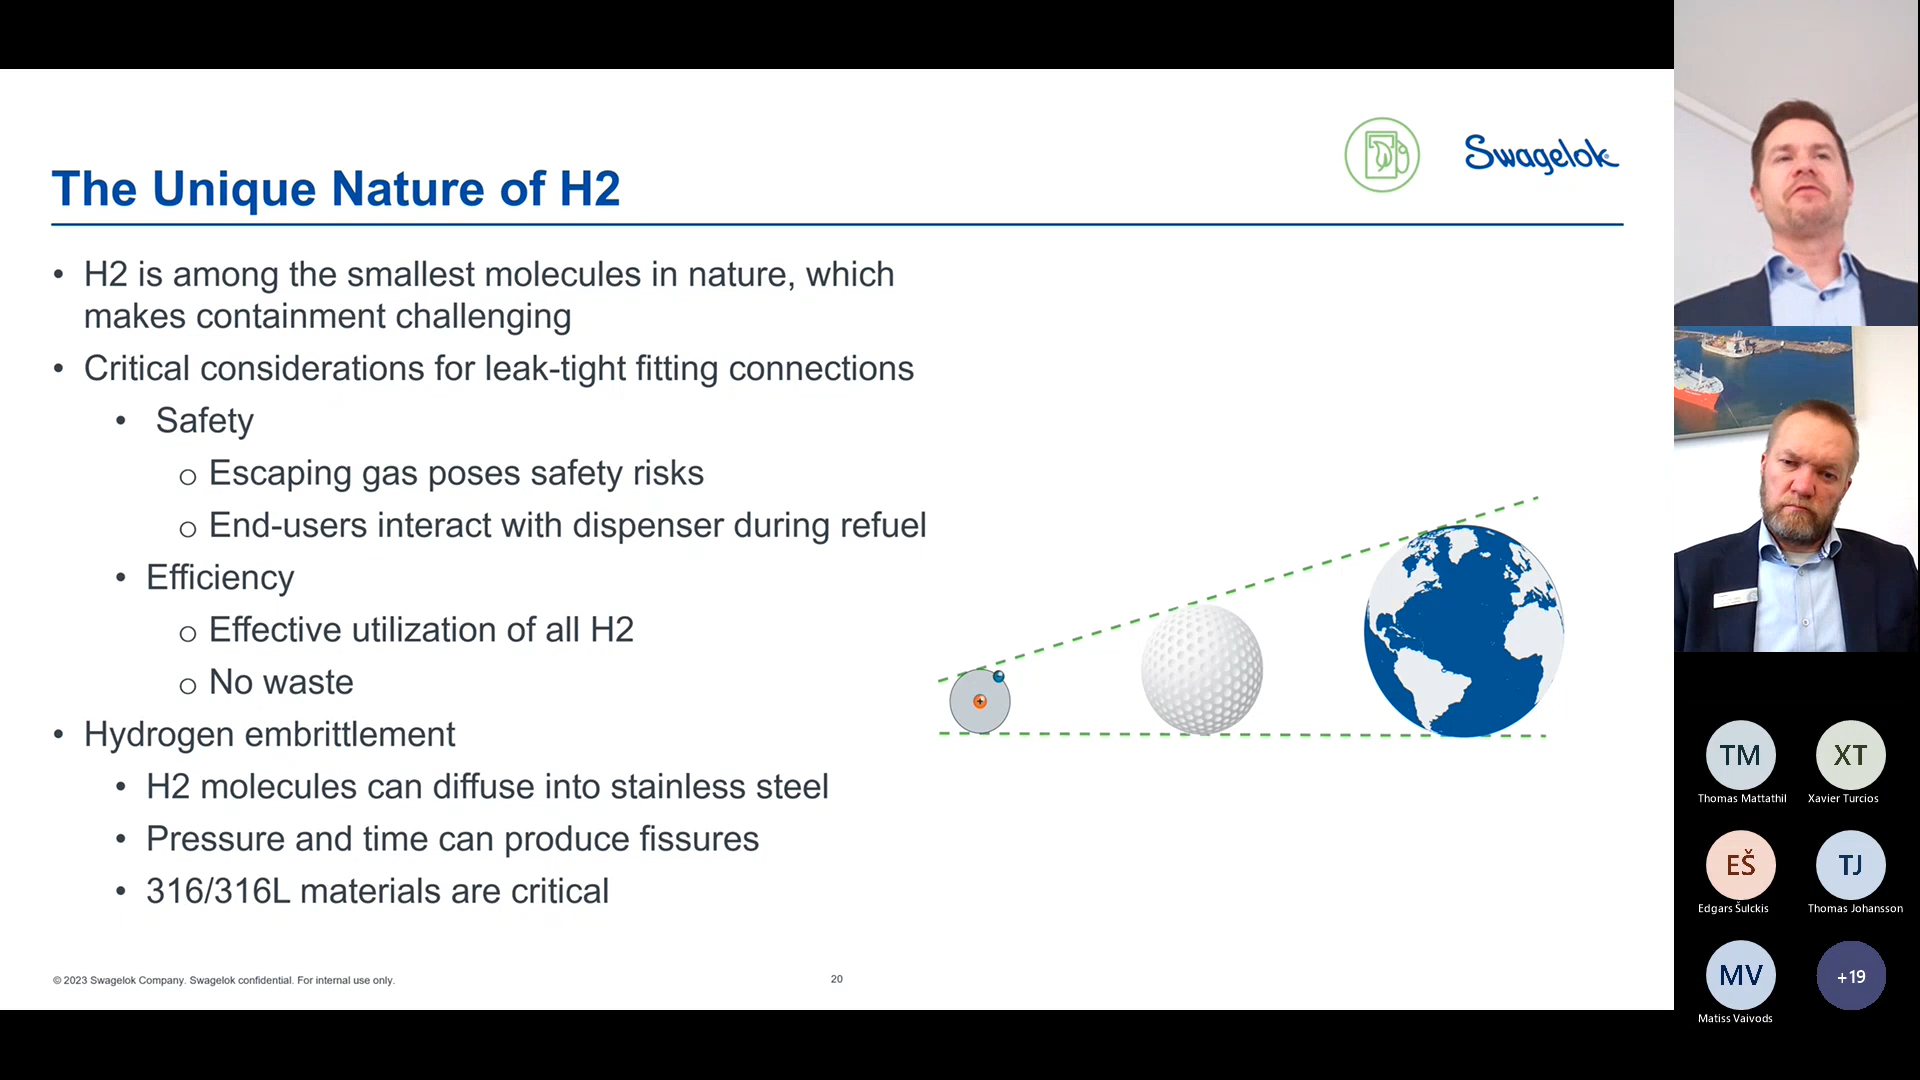 Swagelok
The Unique Nature of H2
• H2 is among the smallest molecules in nature, which
makes containment challenging
• Critical considerations for leak-tight fitting connections
• Safety
o Escaping gas poses safety risks
o End-users interact with dispenser during refuel
• Efficiency
o Effective utilization of all H2
o No waste
• Hydrogen embrittlement
• H2 molecules can diffuse into stainless steel
• Pressure and time can produce fissures
• 316/316L materials are critical
+
© 2023 Swagelok Company. Swagelok confidential. For internal use only.
20
TM
Thomas Mattathil
XT
Xavier Turcios
EŠ
Edgars Šulckis
TJ
Thomas Johansson
MV
Matiss Vaivods
+19